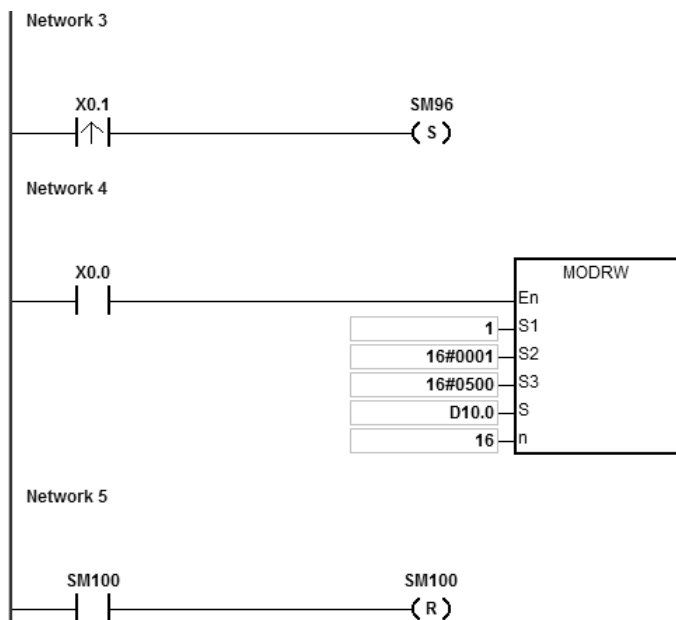 Network 3
X0.1 SM96
S
Network 4
X0.0 MODRW
En
1 S1
16#0001 S2
16#0500 S3
D10.0 S
16 n
Network 5
SM100 SM100
R